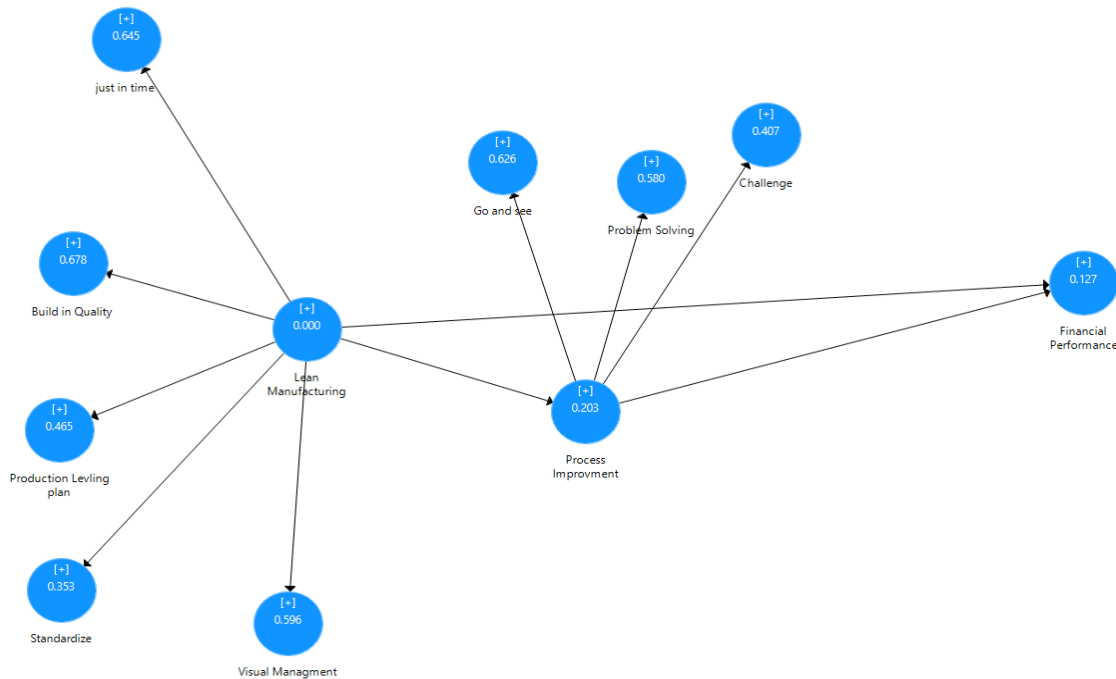 [+]
0.645
just in time
[+]
0.407
Challenge
[+]
0.626
Go and see
[+]
0.580
Problem Solving
[+]
0.678
Build in Quality
[+]
0.127
Financial
Performance
[+]
0.000
Lean
Manufacturing
[+]
0.203
Process
Improvment
[+]
0.465
Production Levling
plan
[+]
0.353
Standardize
[+]
0.596
Visual Managment